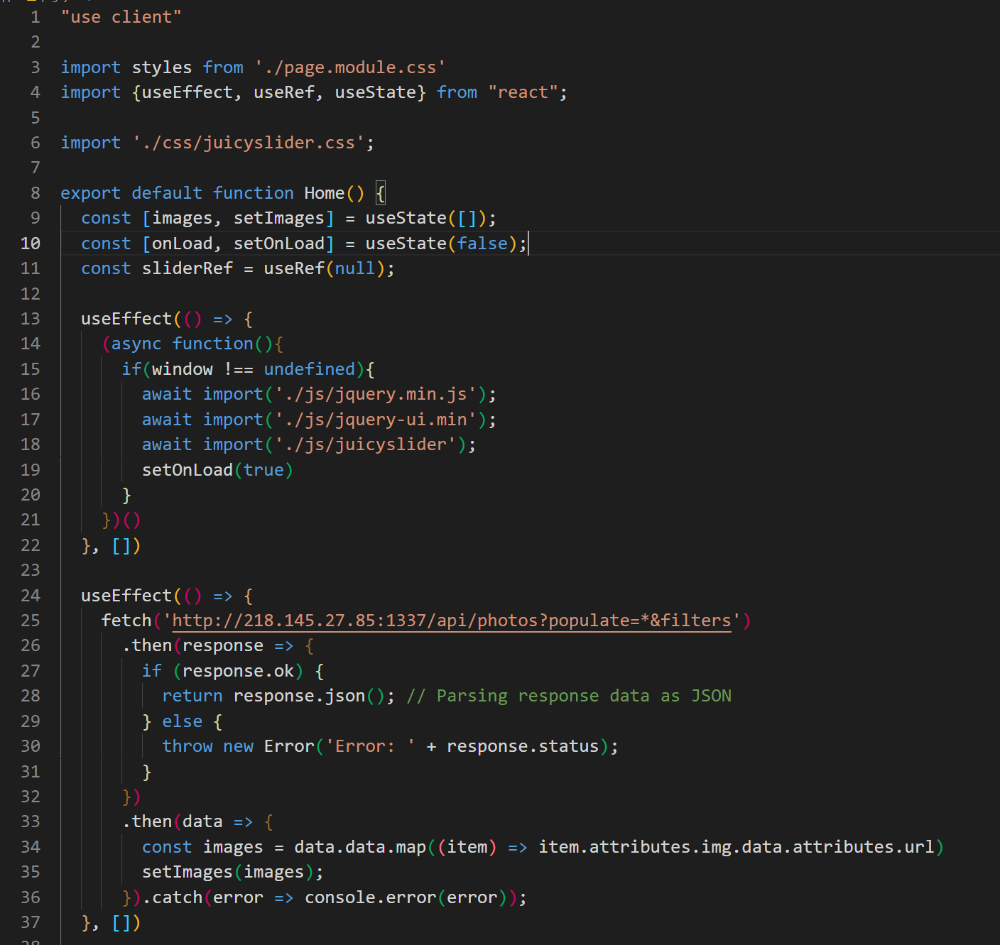 1 "use client"
2
3 import styles from './page.module.css'
4 import {useEffect, useRef, useState} from "react";
5
6 import './css/juicyslider.css';
7
8 export default function Home() {
9 const [images, setImages] = useState([]);
10 const [onLoad, setOnLoad] = useState(false);
11 const sliderRef = useRef(null);
12
13 useEffect(() => {
14 (async function(){
15 if(window !== undefined){
16 await import('./js/jquery.min.js');
17 await import('./js/jquery-ui.min');
18 await import('./js/juicyslider');
19 setOnLoad(true)
20 }
21 })()
22 }, [])
23
24 useEffect(() => {
25 fetch('http://218.145.27.85:1337/api/photos?populate=*&filters')
26 .then(response => {
27 if (response.ok) {
28 return response.json(); // Parsing response data as JSON
29 } else {
30 throw new Error('Error: ' + response.status);
31 }
32 })
33 .then(data => {
34 const images = data.data.map((item) => item.attributes.img.data.attributes.url)
35 setImages(images);
36 }).catch(error => console.error(error));
37 }, [])